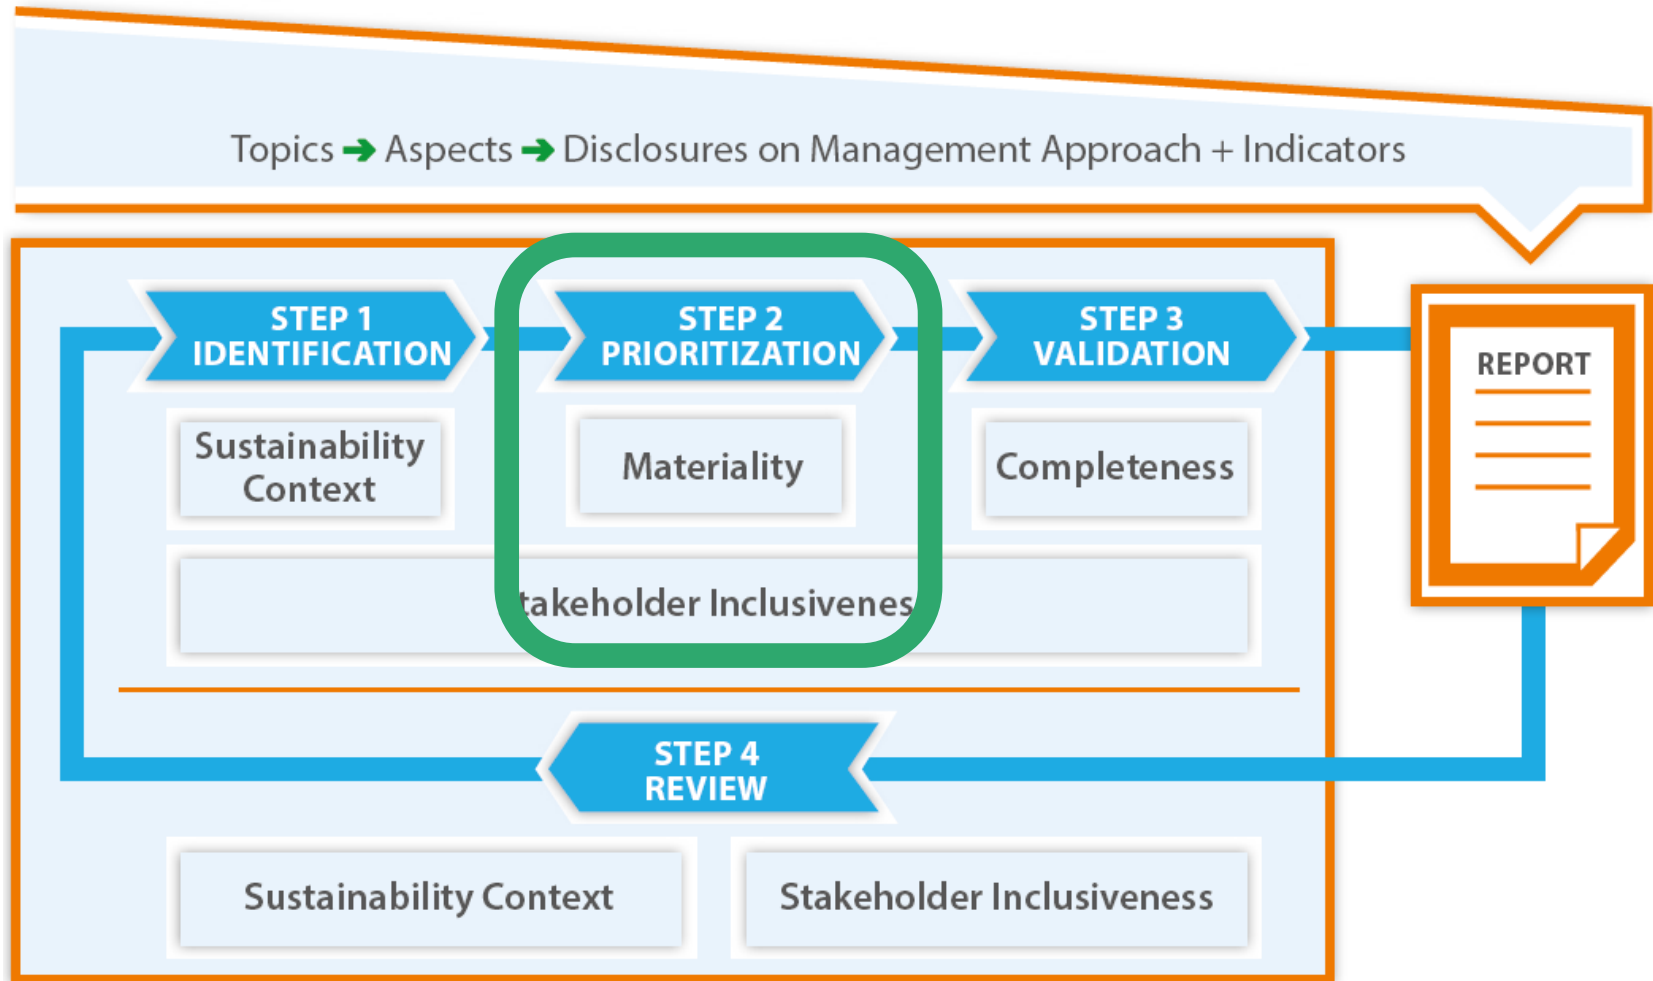 Topics ➔ Aspects ➔ Disclosures on Management Approach + Indicators
STEP 1
IDENTIFICATION
STEP 2
PRIORITIZATION
STEP 3
VALIDATION
REPORT
Sustainability
Context
Materiality
Completeness
takeholder Inclusivenes
STEP 4
REVIEW
Sustainability Context
Stakeholder Inclusiveness